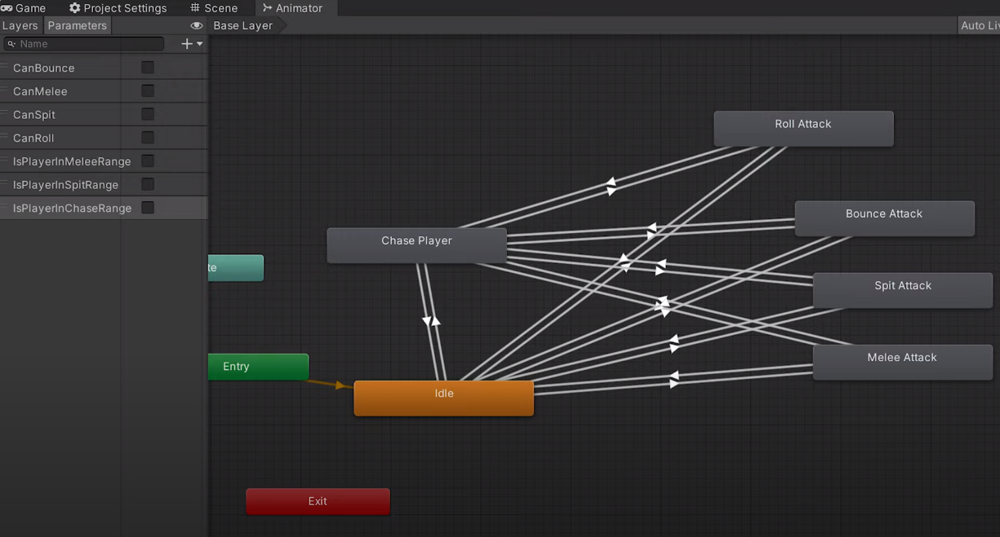 Game
Project Settings
Scene
Animator
Layers
Parameters
Base Layer
Auto Liv
Name
CanBounce
CanMelee
CanSpit
CanRoll
IsPlayerInMeleeRange
IsPlayerInSpitRange
IsPlayerInChaseRange
Roll Attack
Bounce Attack
Chase Player
te
Spit Attack
Melee Attack
Entry
Idle
Exit